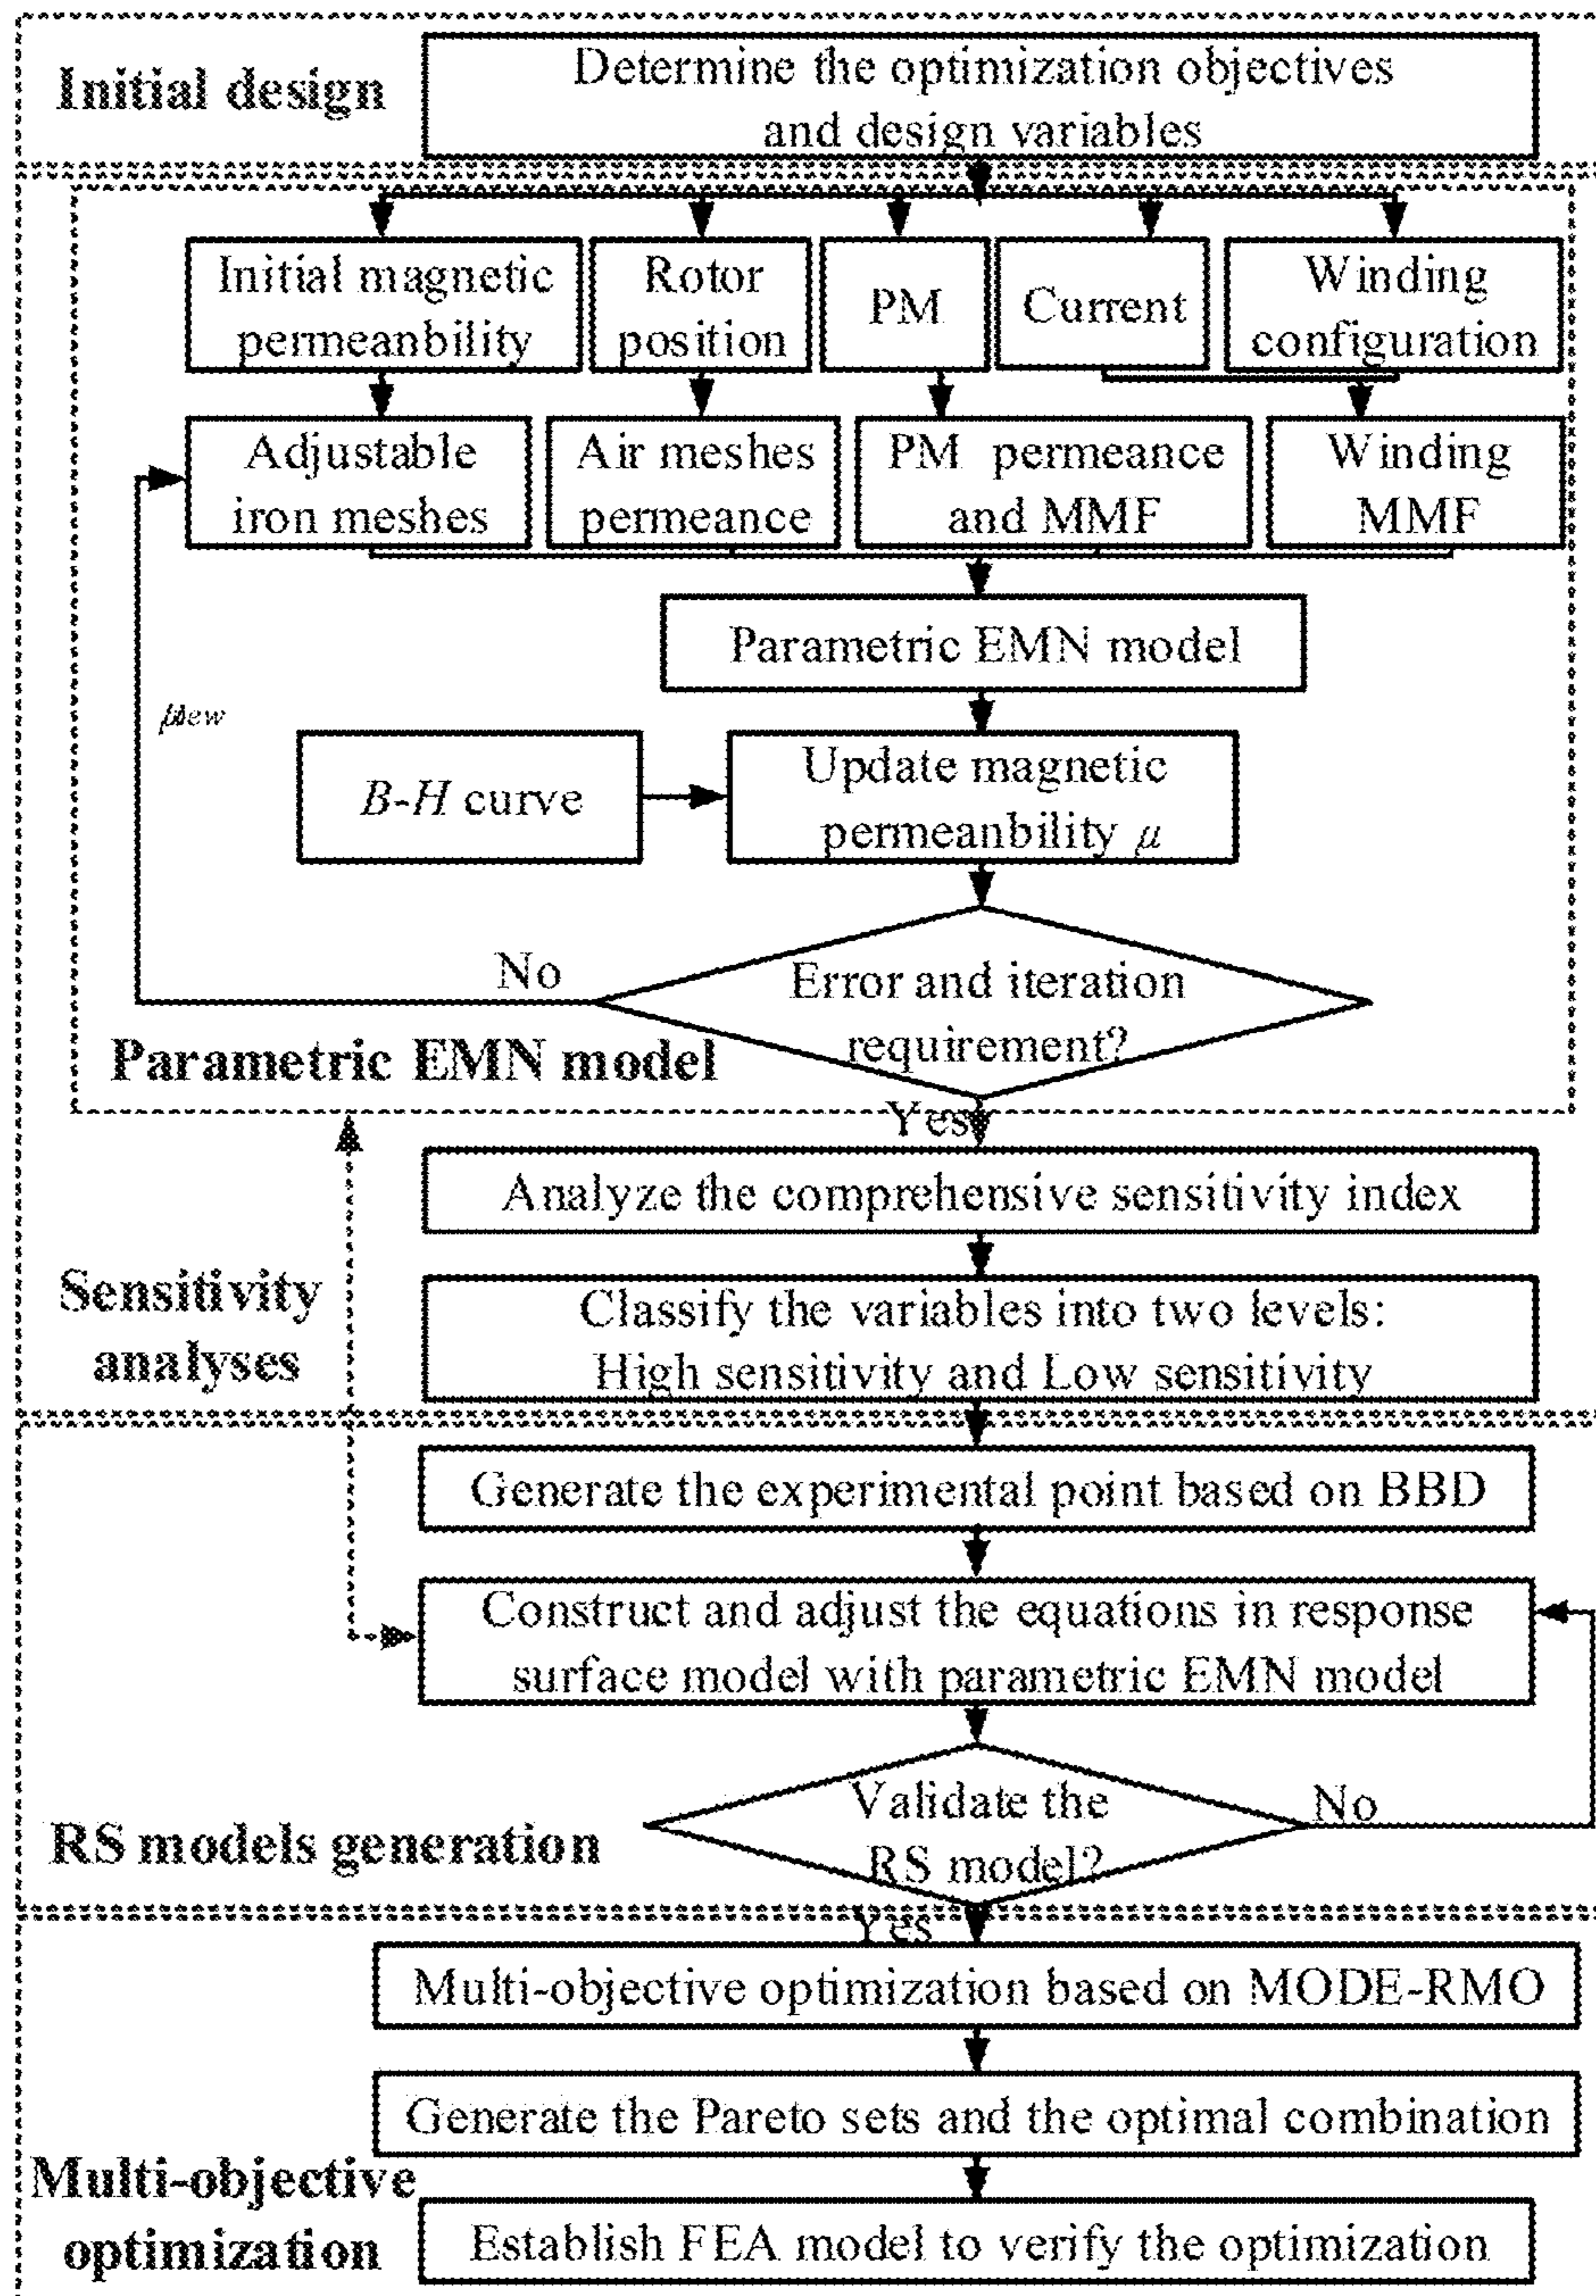 Initial design
Determine the optimization objectives
and design variables
Initial magnetic
permeanbility
Rotor
position
PM
Current
Winding
configuration
Adjustable
iron meshes
Air meshes
permeance
PM permeance
and MMF
Winding
MMF
Parametric EMN model
μnew
B-H curve
Update magnetic
permeanbility μ
No
Error and iteration
requirement?
Parametric EMN model
Yes
Analyze the comprehensive sensitivity index
Sensitivity
analyses
Classify the variables into two levels:
High sensitivity and Low sensitivity
Generate the experimental point based on BBD
Construct and adjust the equations in response
surface model with parametric EMN model
Validate the
RS model?
No
RS models generation
Yes
Multi-objective optimization based on MODE-RMO
Generate the Pareto sets and the optimal combination
Multi-objective
optimization
Establish FEA model to verify the optimization